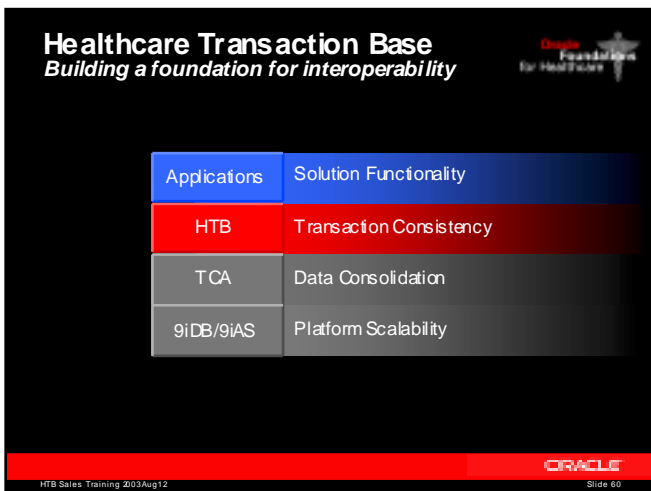 Healthcare Transaction Base
Building a foundation for interoperability
Oracle
Foundations
for Healthcare
Applications Solution Functionality
HTB Transaction Consistency
TCA Data Consolidation
9iDB/9iAS Platform Scalability
ORACLE
HTB Sales Training 2003Aug12 Slide 60